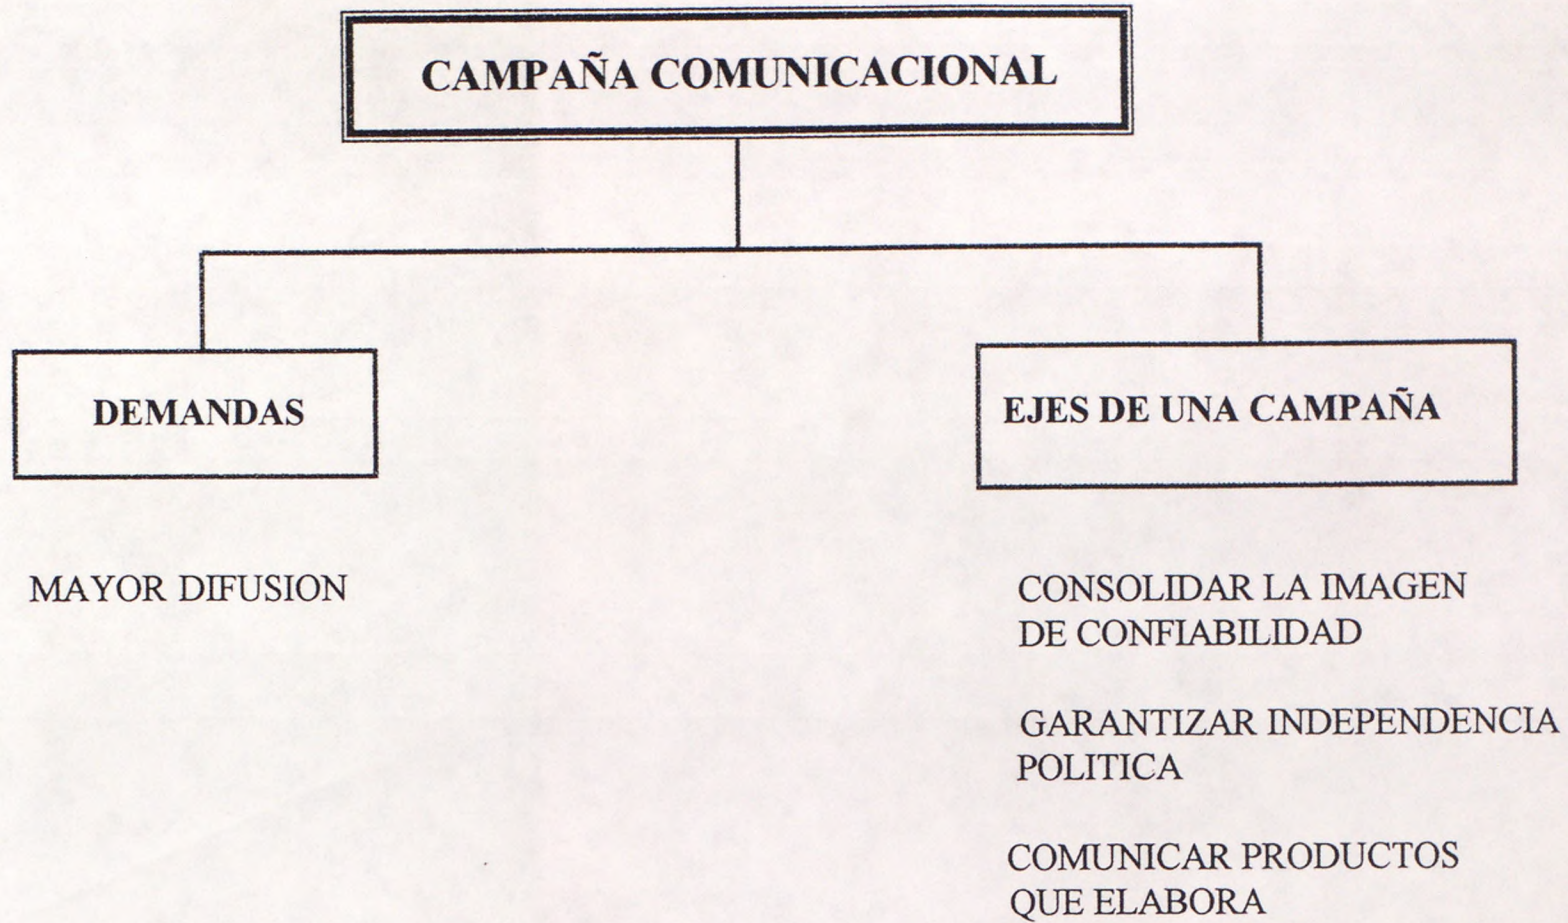 CAMPAÑA COMUNICACIONAL
DEMANDAS
MAYOR DIFUSION
EJES DE UNA CAMPAÑA
CONSOLIDAR LA IMAGEN
DE CONFIABILIDAD
GARANTIZAR INDEPENDENCIA
POLITICA
COMUNICAR PRODUCTOS
QUE ELABORA